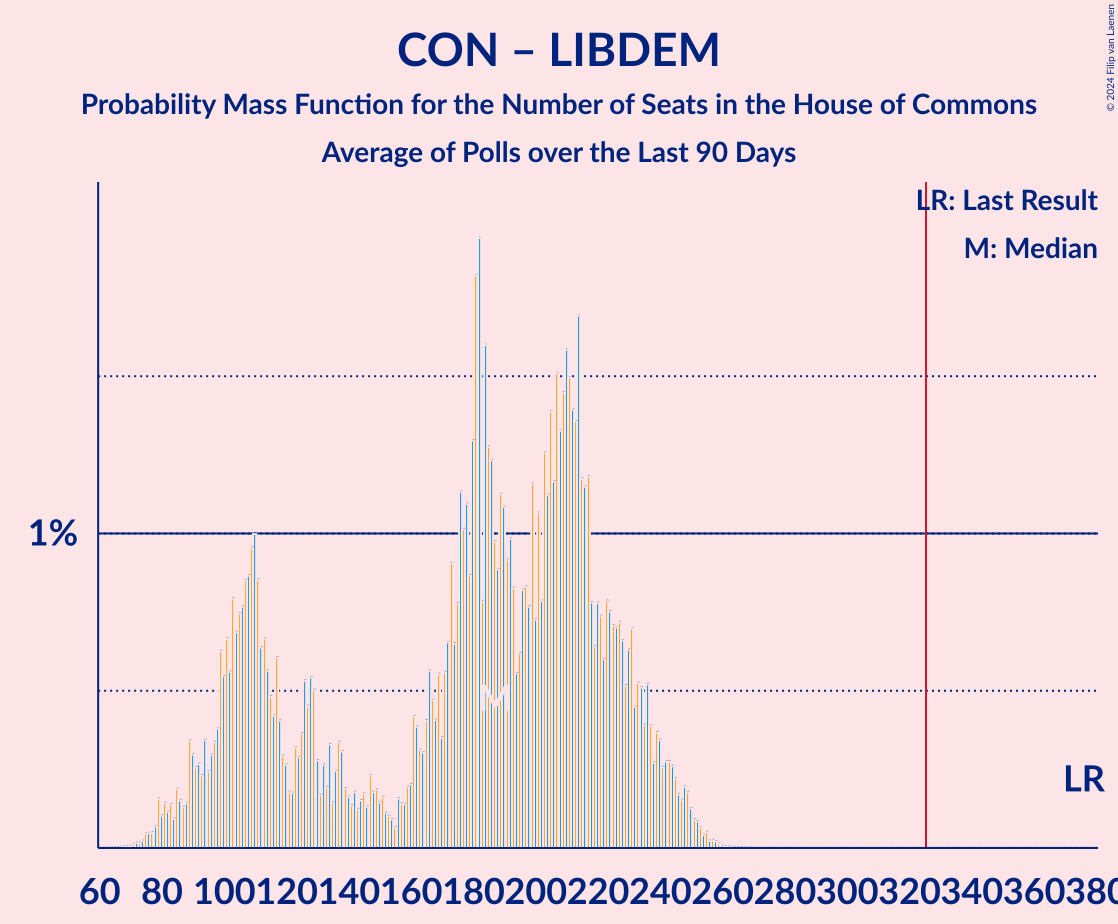 CON – LIBDEM
Probability Mass Function for the Number of Seats in the House of Commons
Average of Polls over the Last 90 Days
© 2024 Filip van Laenen
LR: Last Result
M: Median
1%
M
LR
60 80 100 120 140 160 180 200 220 240 260 280 300 320 340 360 380